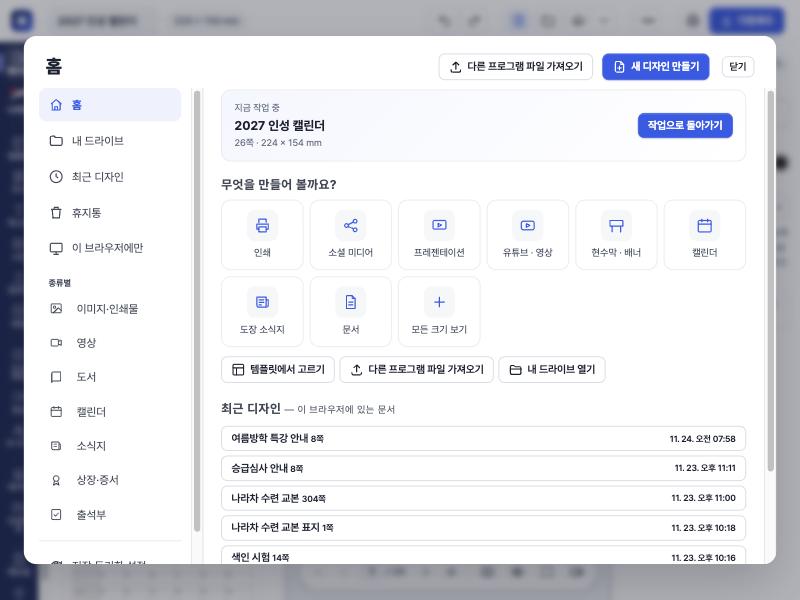 2027 인성 캘린더
홈
다른 프로그램 파일 가져오기
새 디자인 만들기
닫기
홈
내 드라이브
최근 디자인
휴지통
이 브라우저에만
종류별
이미지·인쇄물
영상
도서
캘린더
소식지
상장·증서
출석부
지금 작업 중
2027 인성 캘린더
26쪽 · 224 × 154 mm
작업으로 돌아가기
무엇을 만들어 볼까요?
인쇄
소셜 미디어
프레젠테이션
유튜브 · 영상
현수막 · 배너
캘린더
도장 소식지
문서
모든 크기 보기
템플릿에서 고르기
다른 프로그램 파일 가져오기
내 드라이브 열기
최근 디자인 — 이 브라우저에 있는 문서
여름방학 특강 안내 8쪽 11. 24. 오전 07:58
승급심사 안내 8쪽 11. 23. 오후 11:11
나라차 수련 교본 304쪽 11. 23. 오후 11:00
나라차 수련 교본 표지 1쪽 11. 23. 오후 10:18
색인 시험 14쪽 11. 23. 오후 10:16